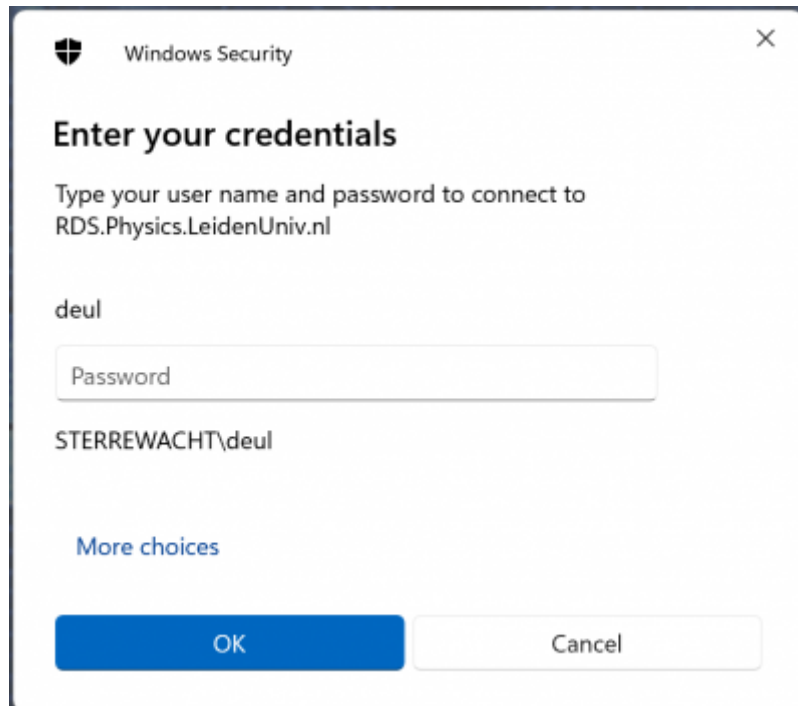 Windows Security
Enter your credentials
Type your user name and password to connect to
RDS.Physics.LeidenUniv.nl
deul
Password
STERREWACHT\deul
More choices
OK
Cancel